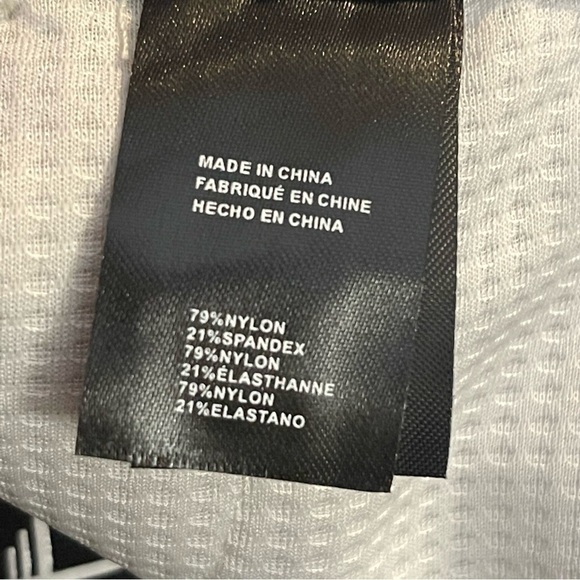 MADE IN CHINA
FABRIQUÉ EN CHINE
HECHO EN CHINA
79%NYLON
21%SPANDEX
79%NYLON
21%ÉLASTHANNE
79%NYLON
21%ELASTANO